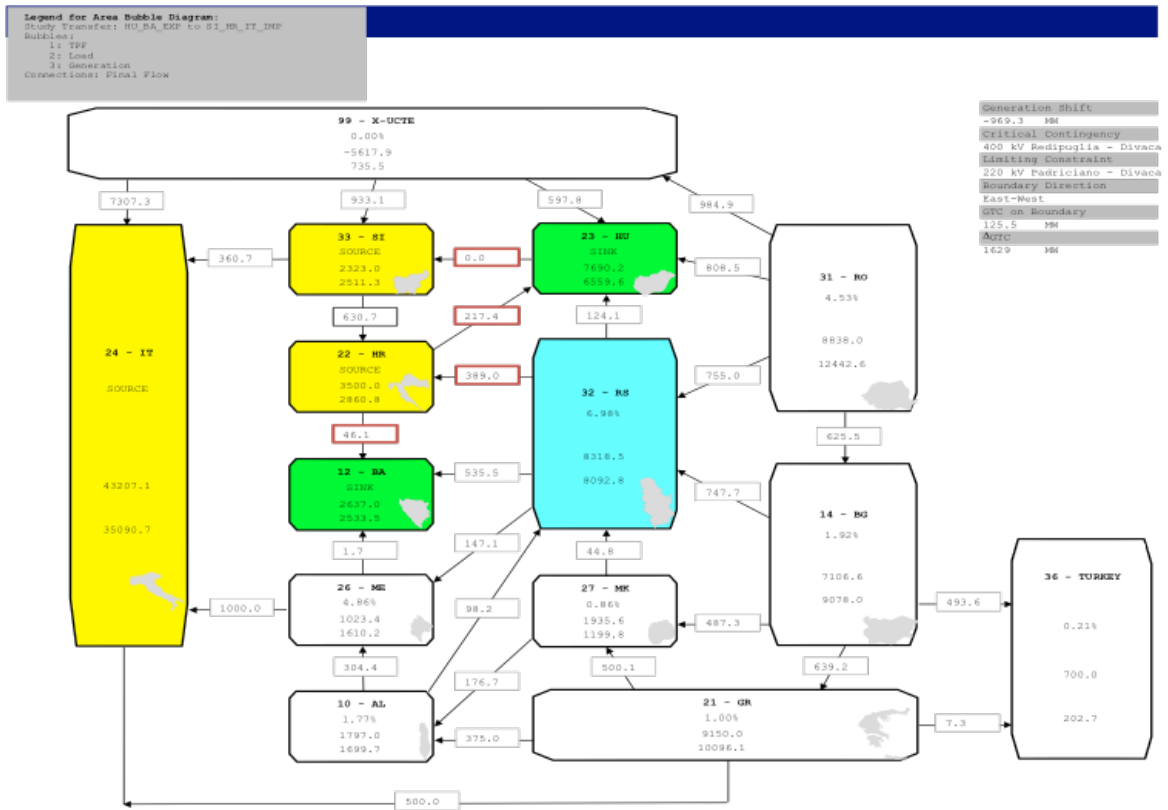 Legend for Area Bubble Diagram:
Study Transfer: HU_BA_EXP to SI_HR_IT_IMP
Bubbles:
1: TPF
2: Load
3: Generation
Connections: Final Flow
99 - X-UCTE
0.00%
-5617.9
735.5
Generation Shift
-969.3 MW
Critical Contingency
400 kV Redipuglia - Divaca
Limiting Constraint
220 kV Padriciano - Divaca
Boundary Direction
East-West
GTC on Boundary
125.5 MW
AGTC
1629 MW
7307.3
933.1
597.8
984.9
33 - SI
SOURCE
2323.0
2511.3
23 - HU
SINK
7690.2
6559.6
360.7
0.0
808.5
31 - RO
4.53%
8838.0
12442.6
630.7
217.4
124.1
24 - IT
SOURCE
43207.1
35090.7
22 - HR
SOURCE
3500.0
2860.8
389.0
755.0
32 - RS
6.98%
8318.5
8092.8
46.1
625.5
12 - BA
SINK
2637.0
2533.5
535.5
747.7
14 - BG
1.92%
7106.6
9078.0
1.7
147.1
44.8
26 - ME
4.86%
1023.4
1610.2
1000.0
98.2
27 - MK
0.86%
1935.6
1199.8
487.3
493.6
36 - TURKEY
0.21%
700.0
202.7
304.4
176.7
500.1
639.2
10 - AL
1.77%
1797.0
1699.7
375.0
21 - GR
1.00%
9150.0
10096.1
7.3
500.0